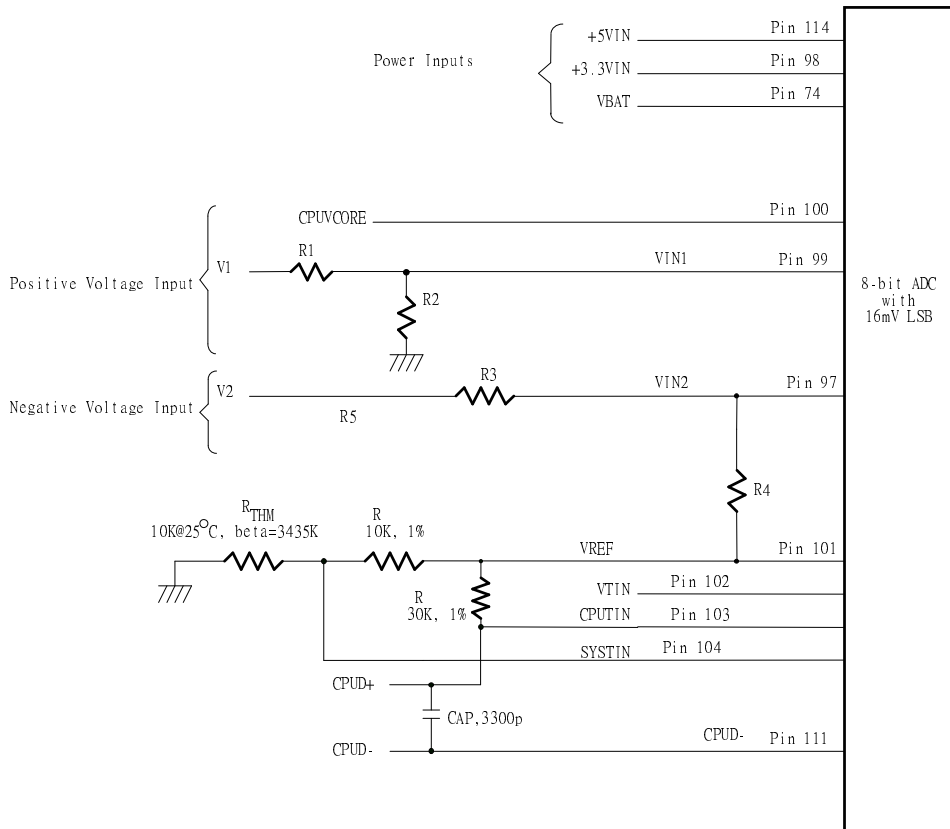 Power Inputs
+5VIN
Pin 114
+3.3VIN
Pin 98
VBAT
Pin 74
CPUVCORE
Pin 100
Positive Voltage Input
V1
R1
VIN1
Pin 99
R2
8-bit ADC
with
16mV LSB
Negative Voltage Input
V2
R3
VIN2
Pin 97
R5
R4
RTHM
10K@25°C, beta=3435K
R
10K, 1%
VREF
Pin 101
R
30K, 1%
VTIN
Pin 102
CPUTIN
Pin 103
SYSTIN
Pin 104
CPUD+
CAP,3300p
CPUD-
CPUD-
Pin 111